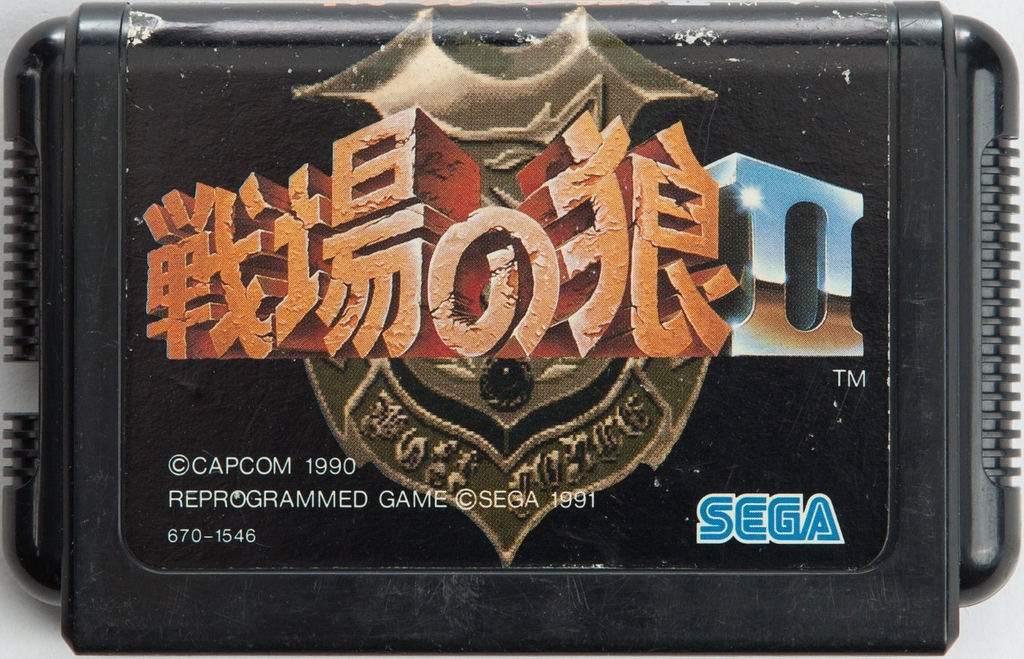 戦場の狼II
TM
©CAPCOM 1990
REPROGRAMMED GAME ©SEGA 1991
670-1546
SEGA